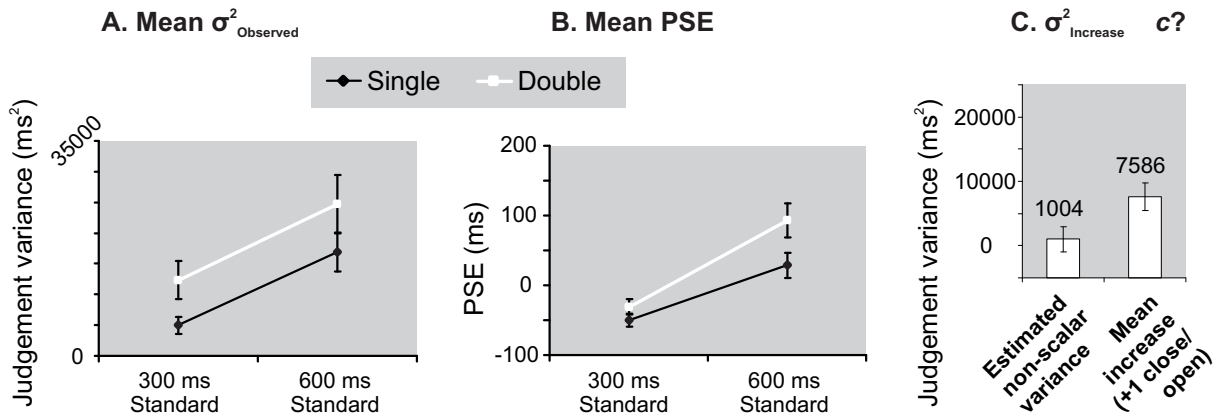 A. Mean σ²Observed
B. Mean PSE
C. σ²Increase c?
Single
Double
Judgement variance (ms²)
35000
0
300 ms
Standard
600 ms
Standard
PSE (ms)
200
100
0
-100
300 ms
Standard
600 ms
Standard
Judgement variance (ms²)
20000
10000
0
1004
7586
Estimated
non-scalar
variance
Mean
increase
(+1 close/
open)